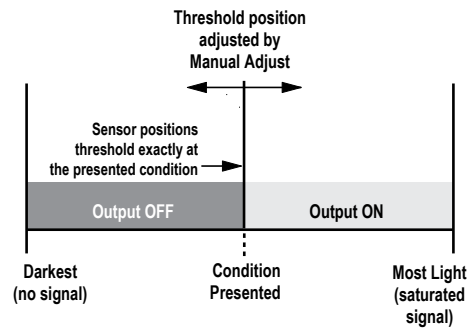 Threshold position
adjusted by
Manual Adjust
Sensor positions
threshold exactly at
the presented condition
Output OFF
Output ON
Darkest
(no signal)
Condition
Presented
Most Light
(saturated
signal)